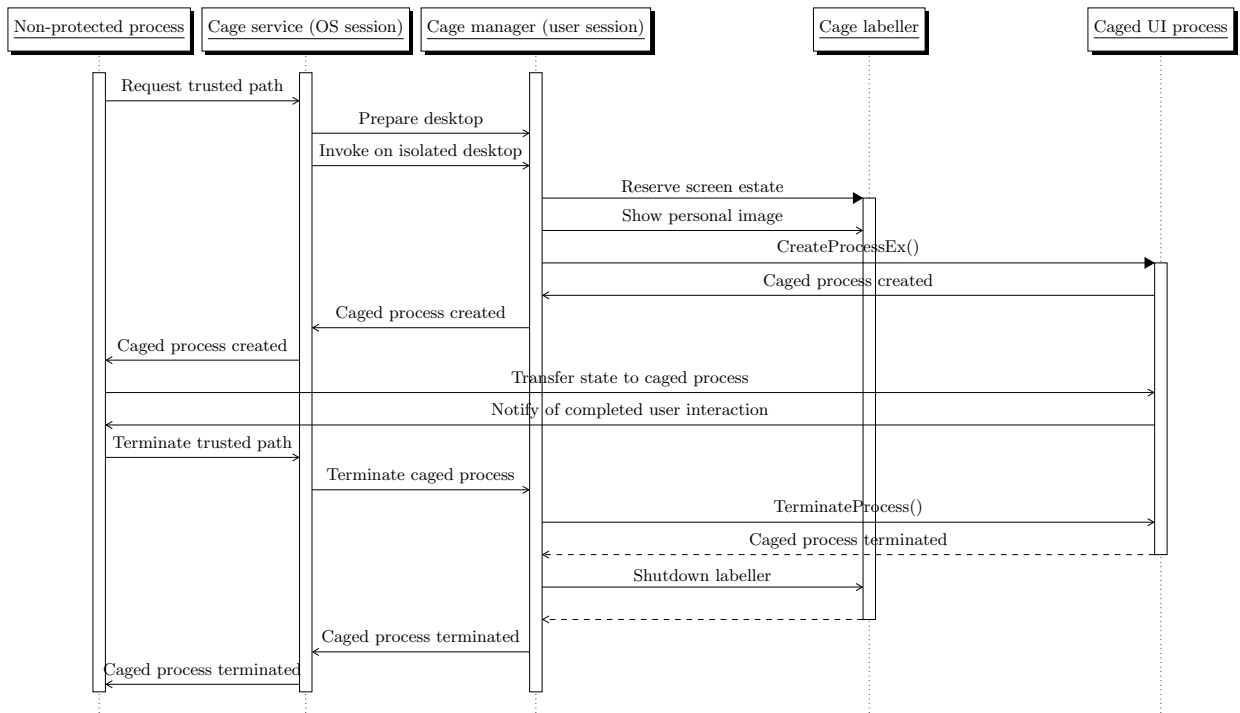 Non-protected process
Cage service (OS session)
Cage manager (user session)
Cage labeller
Caged UI process
Request trusted path
Prepare desktop
Invoke on isolated desktop
Reserve screen estate
Show personal image
CreateProcessEx()
Caged process created
Caged process created
Caged process created
Transfer state to caged process
Notify of completed user interaction
Terminate trusted path
Terminate caged process
TerminateProcess()
Caged process terminated
Shutdown labeller
Caged process terminated
Caged process terminated